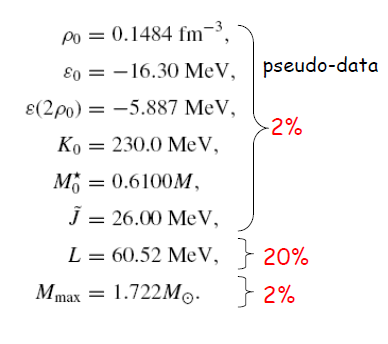 ρ₀ = 0.1484 fm⁻³,
ε₀ = −16.30 MeV, pseudo-data
ε(2ρ₀) = −5.887 MeV,
K₀ = 230.0 MeV, 2%
M₀* = 0.6100M,
J̃ = 26.00 MeV,
L = 60.52 MeV, 20%
Mmax = 1.722M⊙. 2%